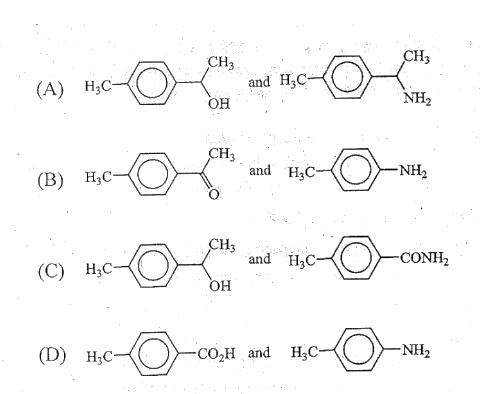 (A) H₃C CH₃ OH and H₃C CH₃ NH₂
(B) H₃C CH₃ O and H₃C NH₂
(C) H₃C CH₃ OH and H₃C CONH₂
(D) H₃C CO₂H and H₃C NH₂